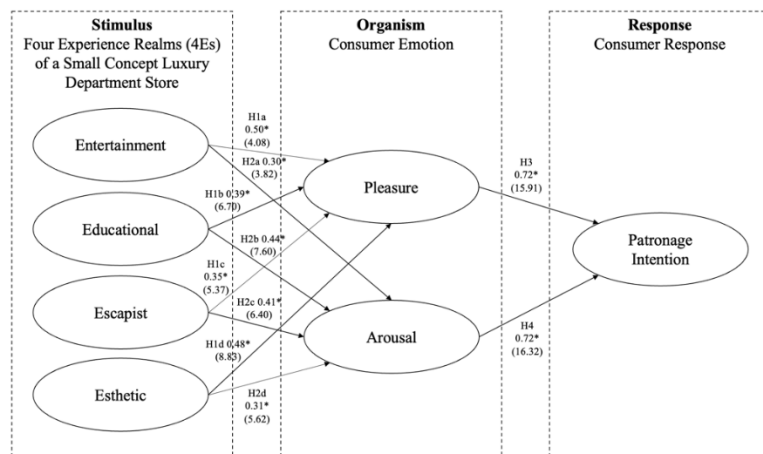 Stimulus
Four Experience Realms (4Es)
of a Small Concept Luxury
Department Store
Organism
Consumer Emotion
Response
Consumer Response
Entertainment
Educational
Escapist
Esthetic
H1a
0.50*
(4.08)
H2a 0.30*
(3.82)
H1b 0.39*
(6.70)
H2b 0.44*
(7.60)
H1c
0.35*
(5.37)
H2c 0.41*
(6.40)
H1d 0.48*
(8.83)
H2d
0.31*
(5.62)
Pleasure
Arousal
H3
0.72*
(15.91)
H4
0.72*
(16.32)
Patronage
Intention